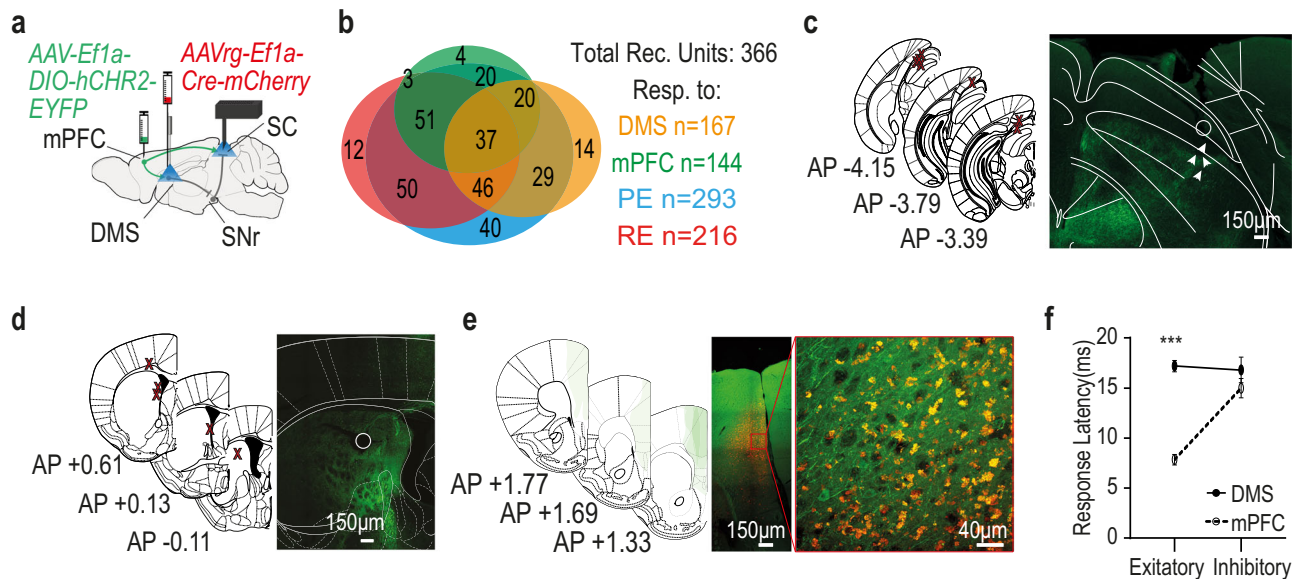 a
AAV-Ef1a-
DIO-hCHR2-
EYFP
AAVrg-Ef1a-
Cre-mCherry
mPFC
SC
DMS
SNr
b
4
3
20
20
51
37
12
14
50
46
29
40
Total Rec. Units: 366
Resp. to:
DMS n=167
mPFC n=144
PE n=293
RE n=216
c
AP -4.15
AP -3.79
AP -3.39
150µm
d
AP +0.61
AP +0.13
AP -0.11
150µm
e
AP +1.77
AP +1.69
AP +1.33
150µm
40µm
f
Response Latency(ms)
20
15
10
5
0
***
DMS
mPFC
Exitatory
Inhibitory